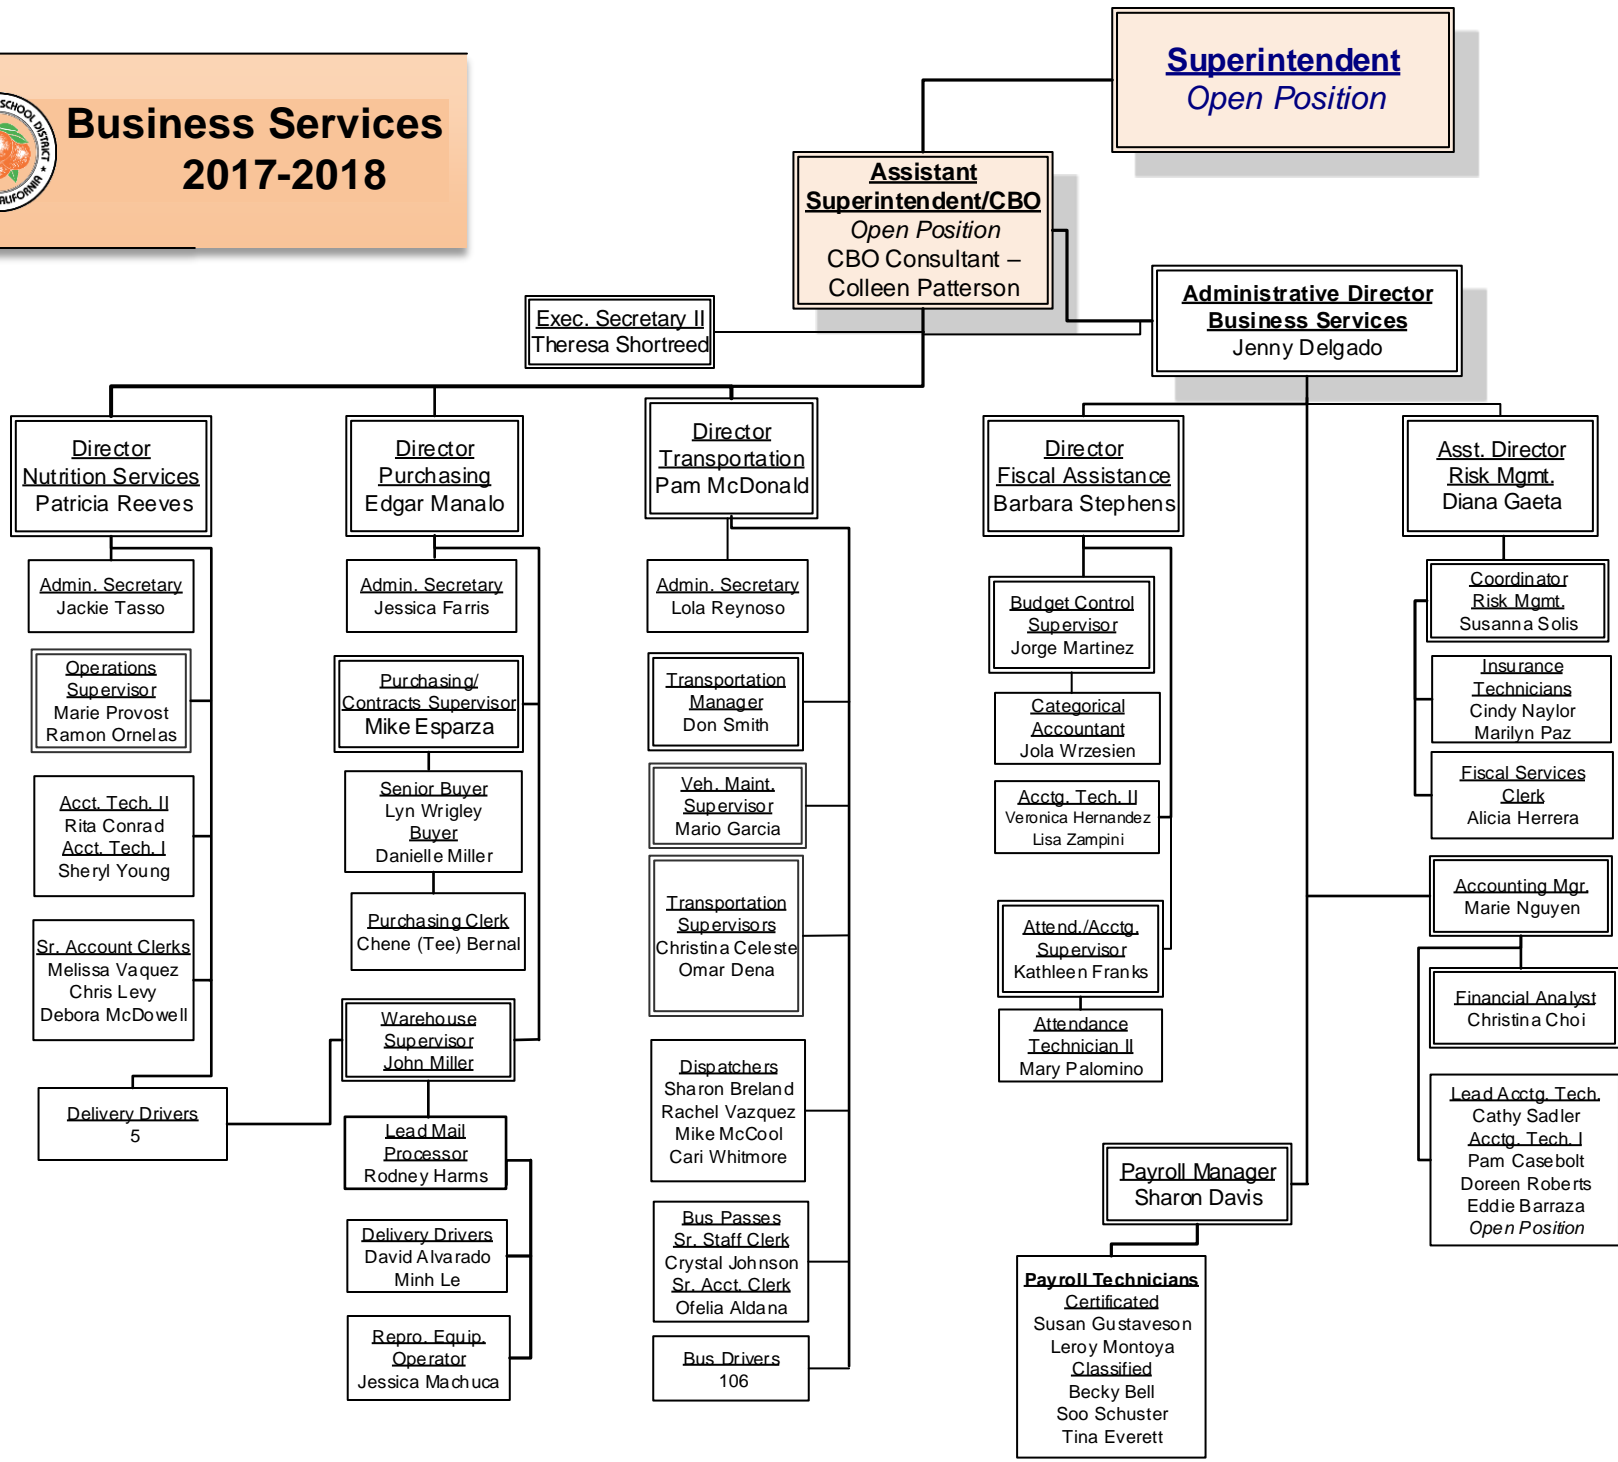 SCHOOL DISTRICT
Business Services
2017-2018
Superintendent
Open Position
Assistant
Superintendent/CBO
Open Position
CBO Consultant –
Colleen Patterson
Administrative Director
Business Services
Jenny Delgado
Exec. Secretary II
Theresa Shortreed
Director
Nutrition Services
Patricia Reeves
Admin. Secretary
Jackie Tasso
Operations
Supervisor
Marie Provost
Ramon Ornelas
Acct. Tech. II
Rita Conrad
Acct. Tech. I
Sheryl Young
Sr. Account Clerks
Melissa Vaquez
Chris Levy
Debora McDowell
Delivery Drivers
5
Director
Purchasing
Edgar Manalo
Admin. Secretary
Jessica Farris
Purchasing/
Contracts Supervisor
Mike Esparza
Senior Buyer
Lyn Wrigley
Buyer
Danielle Miller
Purchasing Clerk
Chene (Tee) Bernal
Warehouse
Supervisor
John Miller
Lead Mail
Processor
Rodney Harms
Delivery Drivers
David Alvarado
Minh Le
Repro. Equip.
Operator
Jessica Machuca
Director
Transportation
Pam McDonald
Admin. Secretary
Lola Reynoso
Transportation
Manager
Don Smith
Veh. Maint.
Supervisor
Mario Garcia
Transportation
Supervisors
Christina Celeste
Omar Dena
Dispatchers
Sharon Breland
Rachel Vazquez
Mike McCool
Cari Whitmore
Bus Passes
Sr. Staff Clerk
Crystal Johnson
Sr. Acct. Clerk
Ofelia Aldana
Bus Drivers
106
Director
Fiscal Assistance
Barbara Stephens
Budget Control
Supervisor
Jorge Martinez
Categorical
Accountant
Jola Wrzesien
Acctg. Tech. II
Veronica Hernandez
Lisa Zampini
Attend./Acctg.
Supervisor
Kathleen Franks
Attendance
Technician II
Mary Palomino
Payroll Manager
Sharon Davis
Payroll Technicians
Certificated
Susan Gustaveson
Leroy Montoya
Classified
Becky Bell
Soo Schuster
Tina Everett
Asst. Director
Risk Mgmt.
Diana Gaeta
Coordinator
Risk Mgmt.
Susanna Solis
Insurance
Technicians
Cindy Naylor
Marilyn Paz
Fiscal Services
Clerk
Alicia Herrera
Accounting Mgr.
Marie Nguyen
Financial Analyst
Christina Choi
Lead Acctg. Tech.
Cathy Sadler
Acctg. Tech. I
Pam Casebolt
Doreen Roberts
Eddie Barraza
Open Position